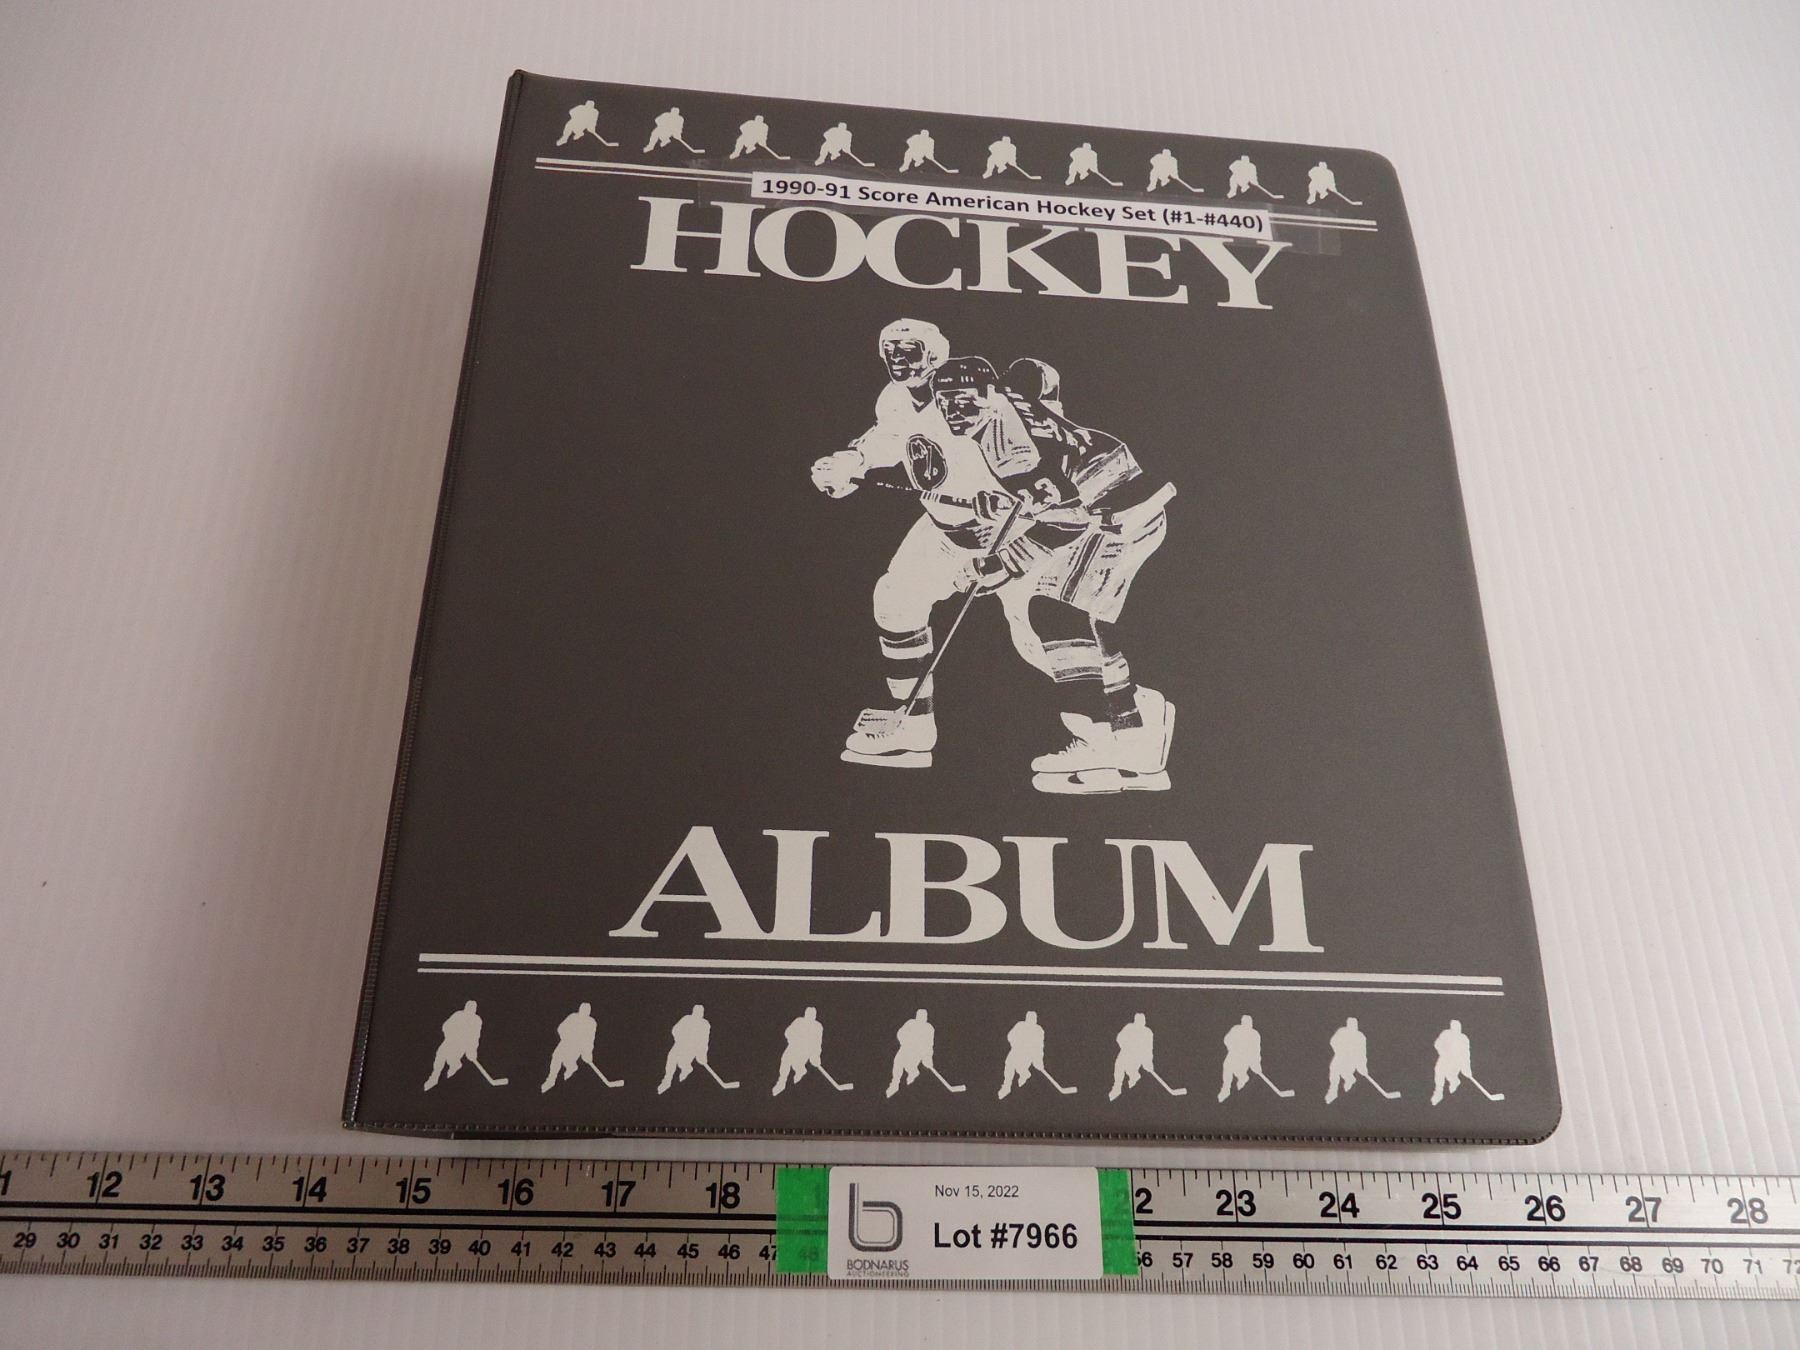 1990-91 Score American Hockey Set (#1-#440)
HOCKEY
ALBUM
1 12 13 14 15 16 17 18 2 23 24 25 26 27 28
Nov 15, 2022
Lot #7966
BODNARUS
AUCTIONEERING
29 30 31 32 33 34 35 36 37 38 39 40 41 42 43 44 45 46 47 48 56 57 58 59 60 61 62 63 64 65 66 67 68 69 70 71 72